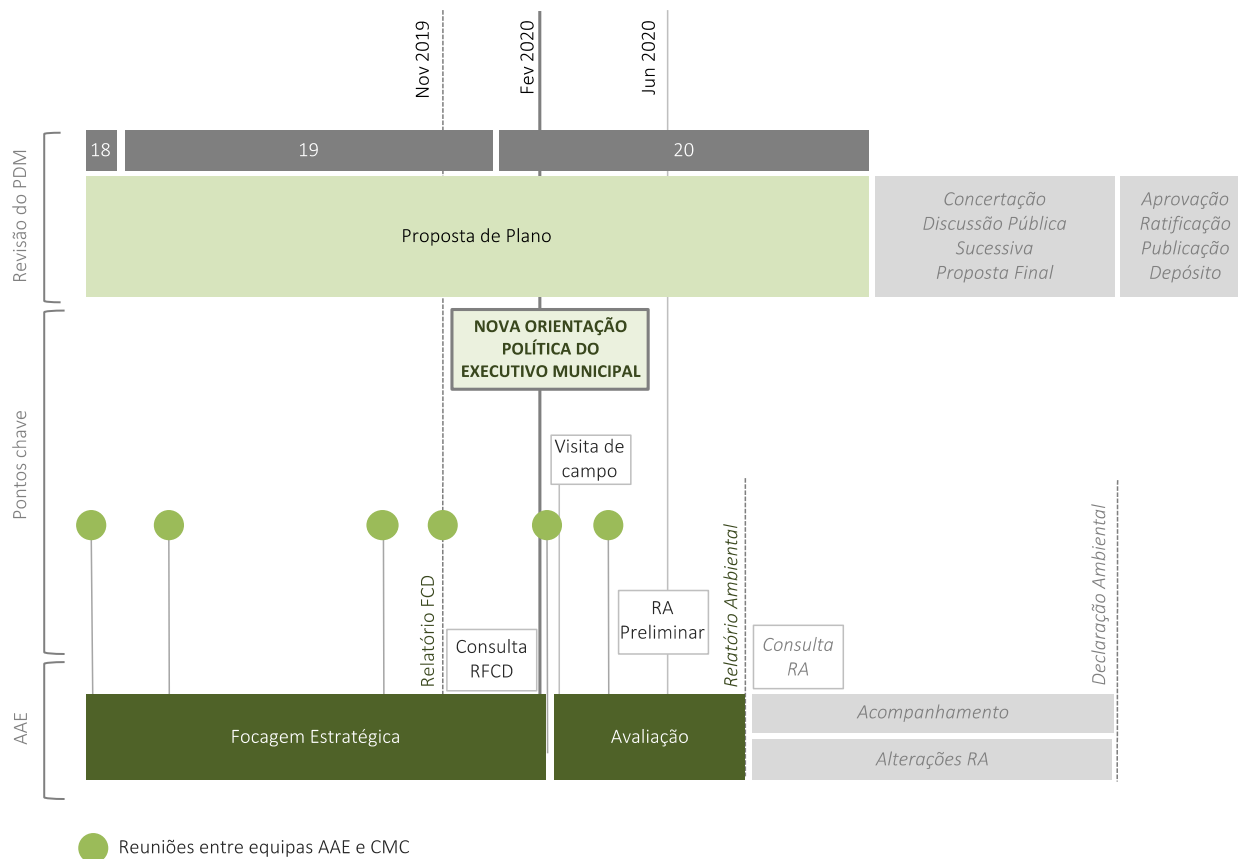 Nov 2019
Fev 2020
Jun 2020
Revisão do PDM
18
19
20
Proposta de Plano
Concertação
Discussão Pública
Sucessiva
Proposta Final
Aprovação
Ratificação
Publicação
Depósito
Pontos chave
NOVA ORIENTAÇÃO
POLÍTICA DO
EXECUTIVO MUNICIPAL
Visita de
campo
Relatório FCD
Consulta
RFCD
RA
Preliminar
Relatório Ambiental
Consulta
RA
Declaração Ambiental
AAE
Focagem Estratégica
Avaliação
Acompanhamento
Alterações RA
Reuniões entre equipas AAE e CMC